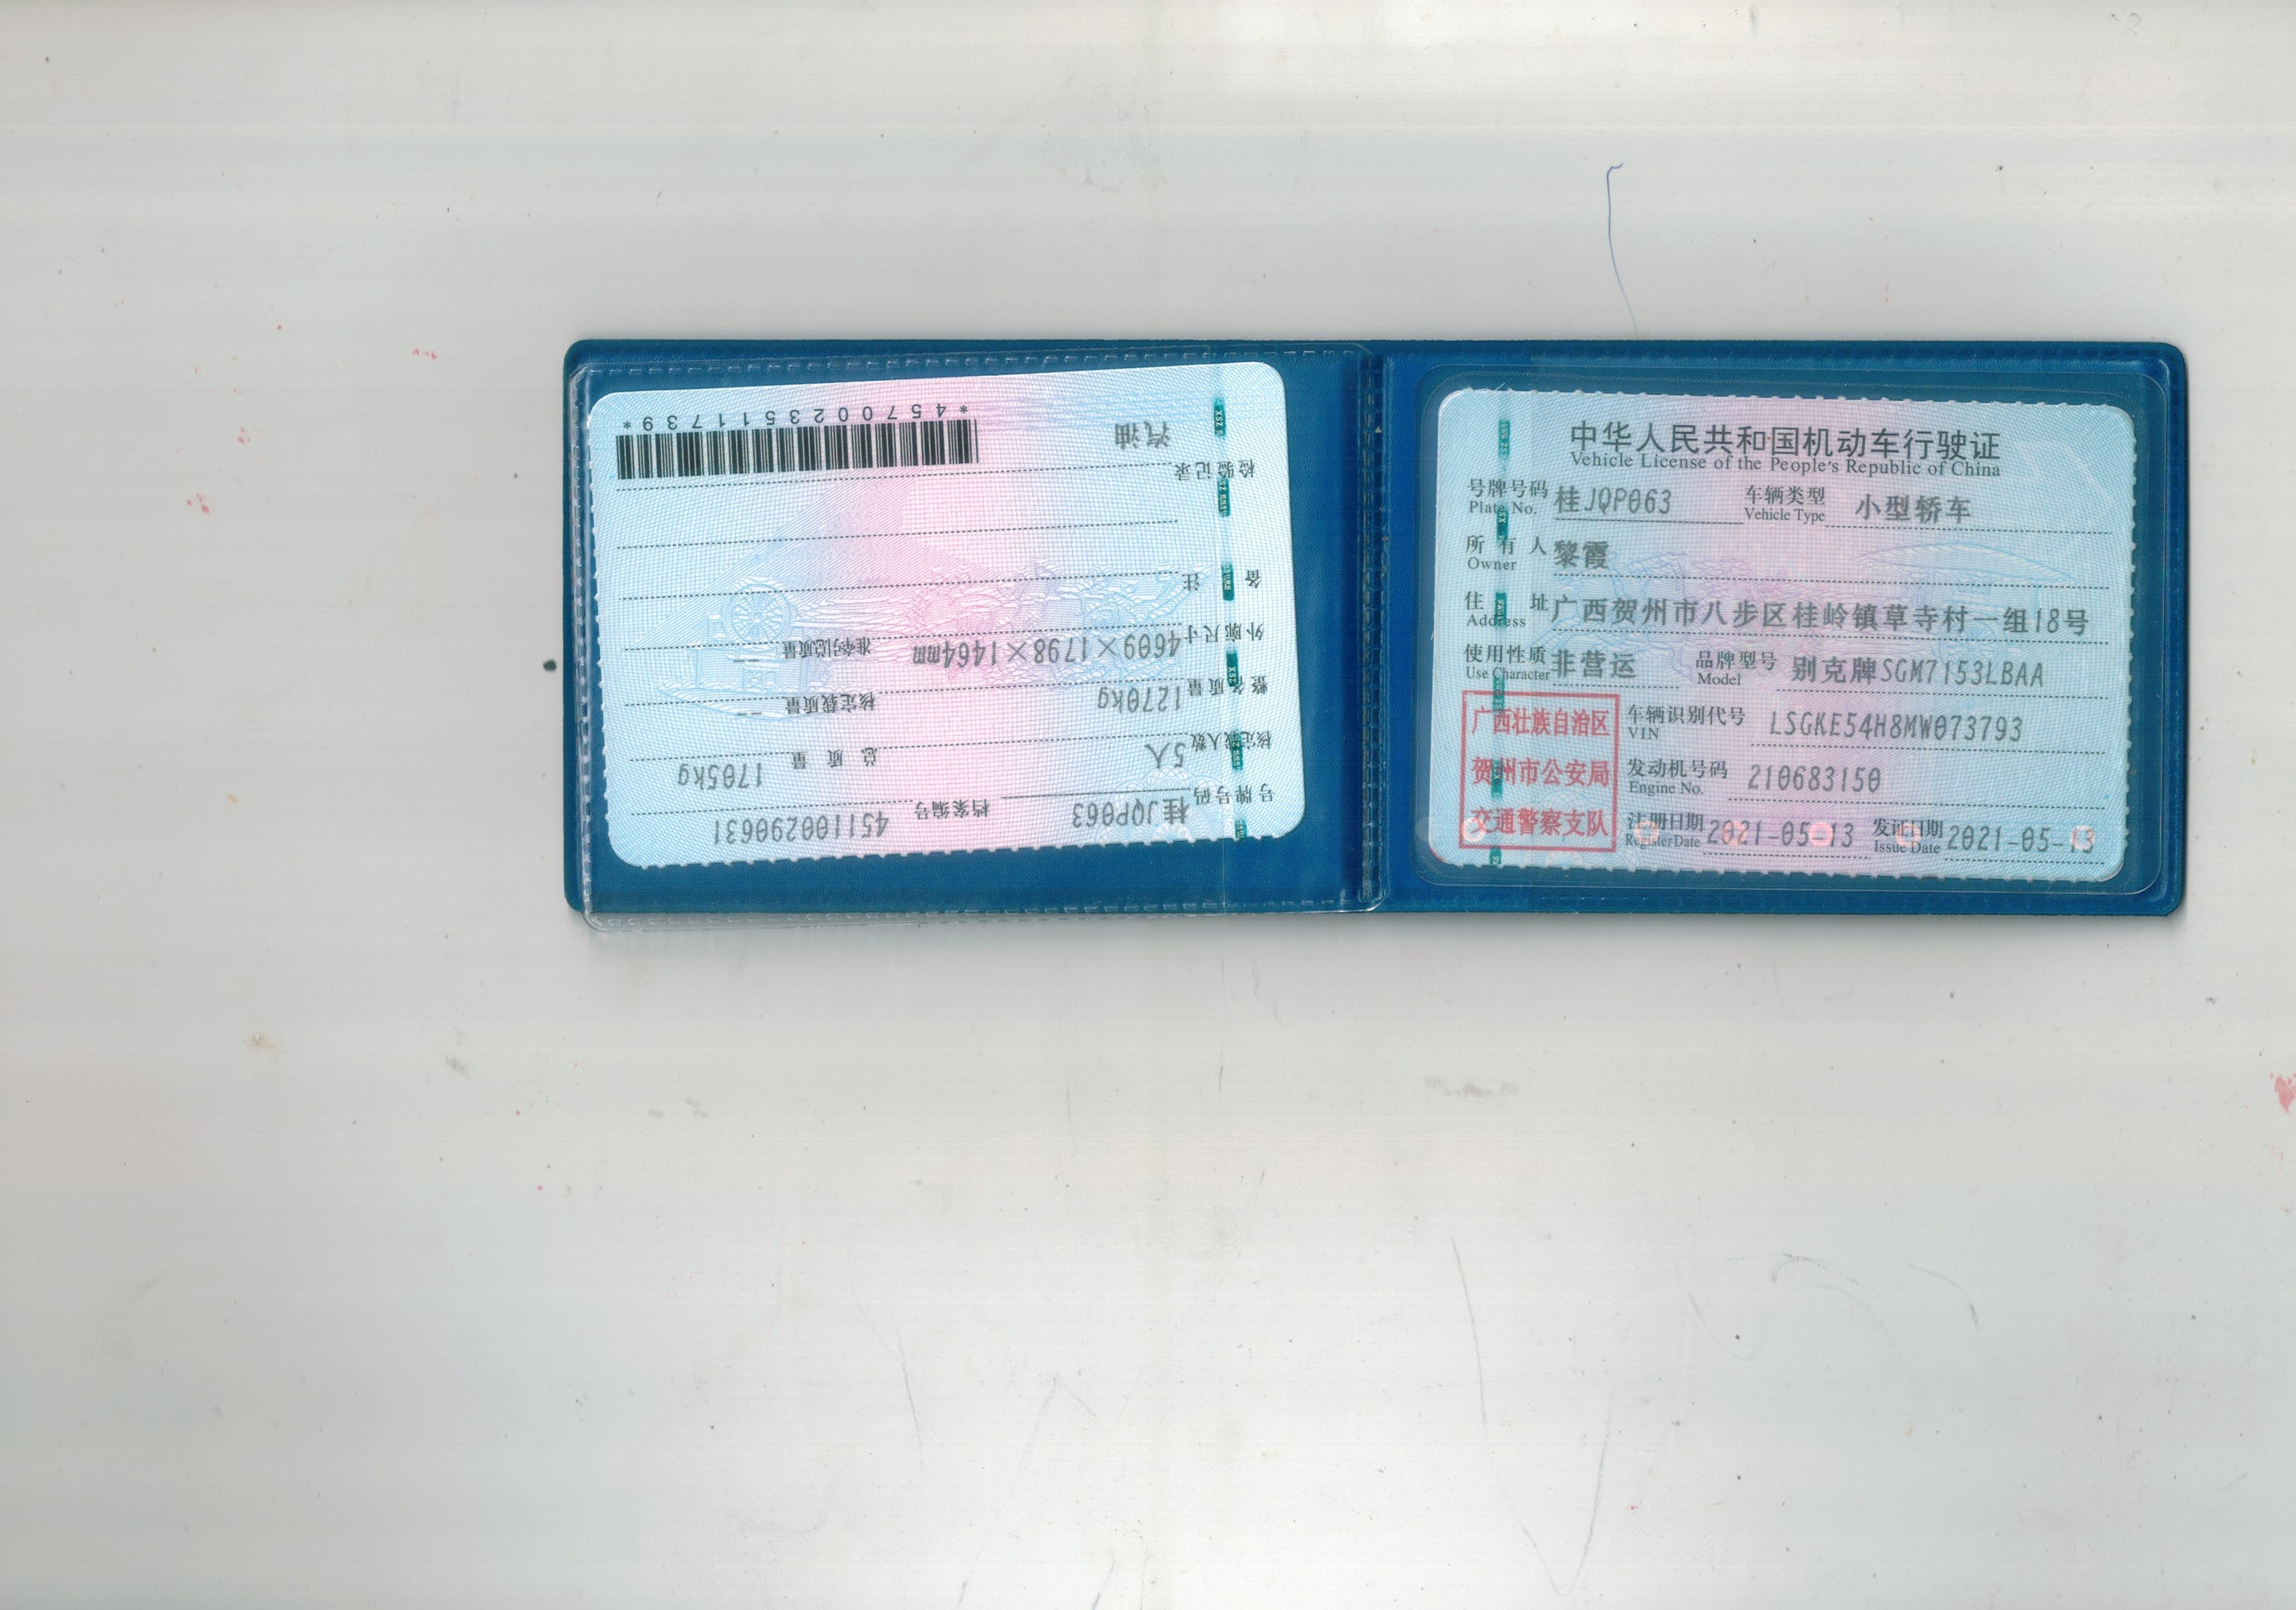 中华人民共和国机动车行驶证
Vehicle License of the People's Republic of China
号牌号码 桂JQP063 车辆类型 小型轿车
Plate No. Vehicle Type
所有人 黎霞
Owner
住址 广西贺州市八步区桂岭镇草寺村一组18号
Address
使用性质 非营运 品牌型号 别克牌SGM7153LBAA
Use Character Model
广西壮族自治区
贺州市公安局
交通警察支队
车辆识别代号 LSGKE54H8MW073793
VIN
发动机号码 210683150
Engine No.
注册日期 2021-05-13 发证日期 2021-05-13
Register Date Issue Date
号牌号码 桂JQP063 档案编号 451100290631
核定载人数 5人 总质量 1705kg
整备质量 1270kg 核定载质量 --
外廓尺寸 4609×1798×1464mm 准牵引总质量 --
备注
检验记录
汽油
*4570023511739*